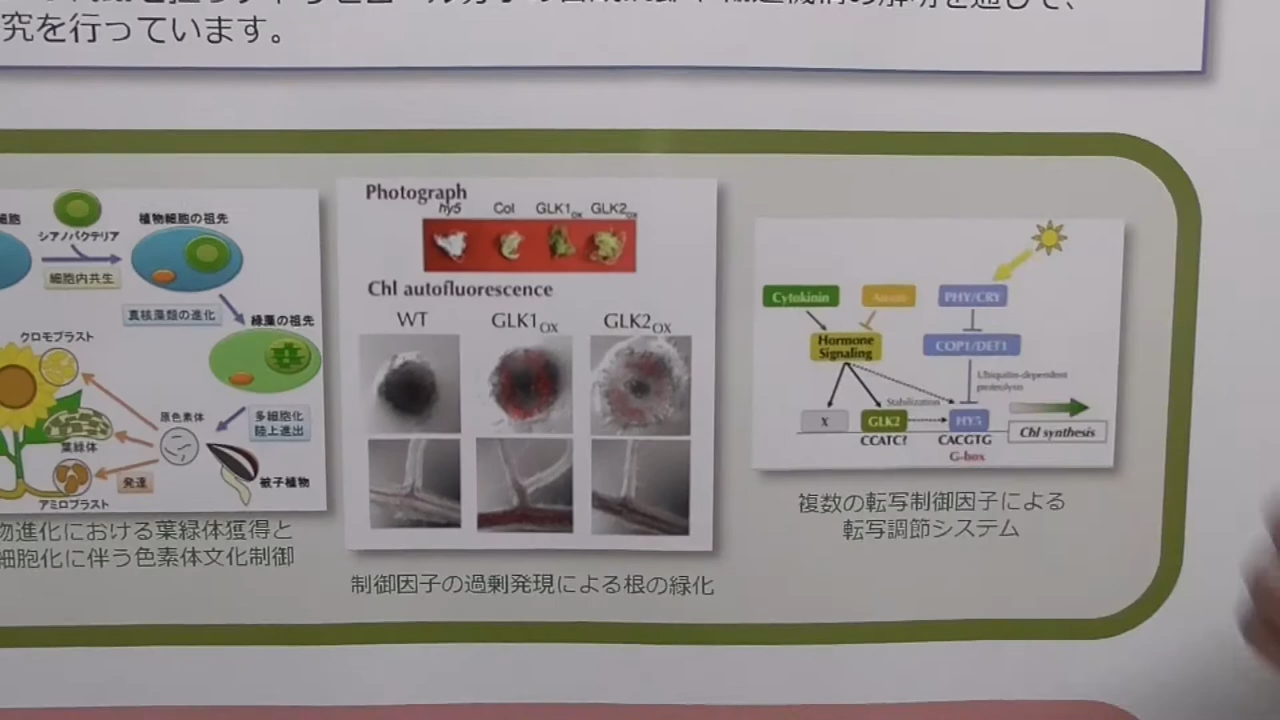 究を行っています。
細胞
シアノバクテリア
植物細胞の祖先
細胞内共生
真核藻類の進化
緑藻の祖先
クロモプラスト
原色素体
多細胞化
陸上進出
葉緑体
発達
被子植物
アミロプラスト
物進化における葉緑体獲得と
細胞化に伴う色素体文化制御
Photograph
hy5 Col GLK1OX GLK2OX
Chl autofluorescence
WT GLK1OX GLK2OX
制御因子の過剰発現による根の緑化
Cytokinin Auxin PHY/CRY
Hormone
Signaling
COP1/DET1
Ubiquitin-dependent
proteolysis
Stabilization
X GLK2 HY5
Chl synthesis
CCATC? CACGTG
G-box
複数の転写制御因子による
転写調節システム